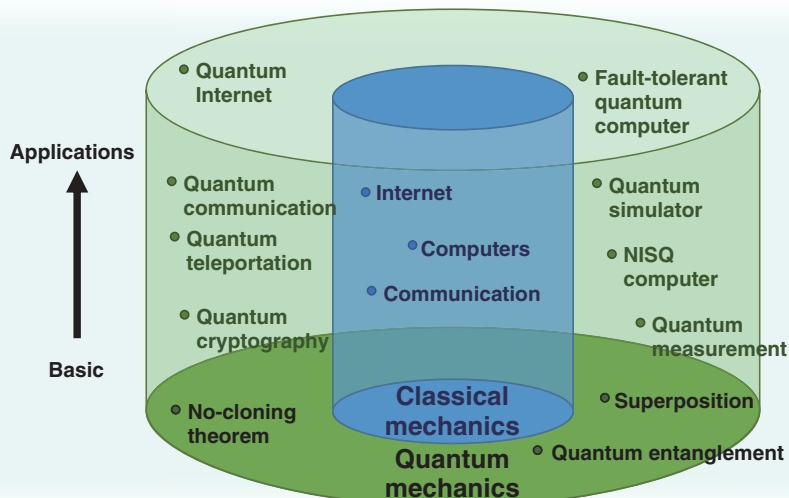 Quantum
Internet
Fault-tolerant
quantum
computer
Applications
Quantum
communication
Internet
Quantum
simulator
Quantum
teleportation
Computers
NISQ
computer
Communication
Quantum
cryptography
Quantum
measurement
Basic
No-cloning
theorem
Classical
mechanics
Superposition
Quantum
mechanics
Quantum entanglement